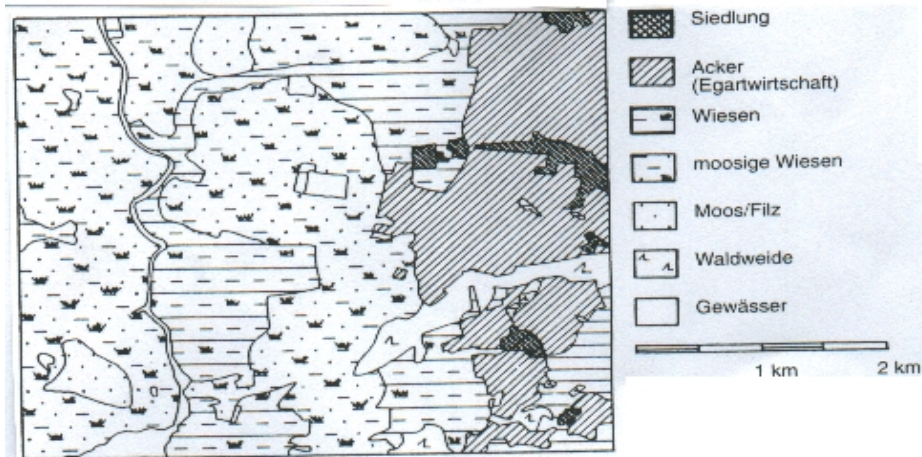 Siedlung
Acker
(Egartwirtschaft)
Wiesen
moosige Wiesen
Moos/Filz
Waldweide
Gewässer
1 km 2 km